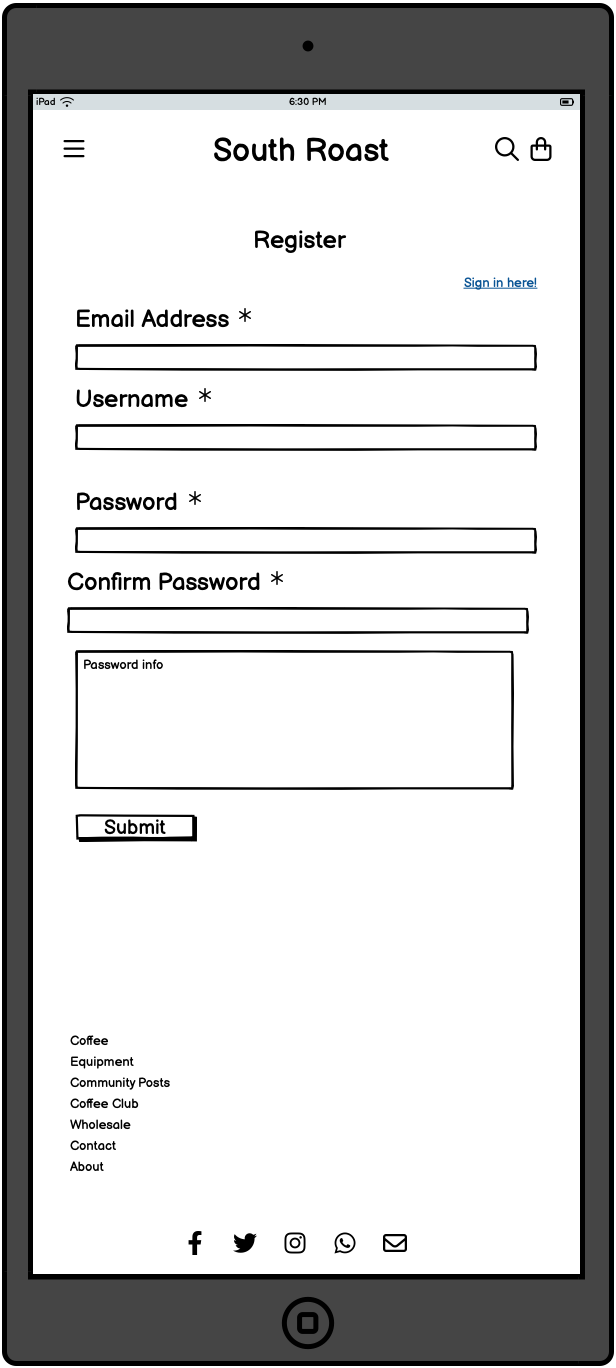 iPad 6:30 PM
South Roast
Register
Sign in here!
Email Address *
Username *
Password *
Confirm Password *
Password info
Submit
Coffee
Equipment
Community Posts
Coffee Club
Wholesale
Contact
About